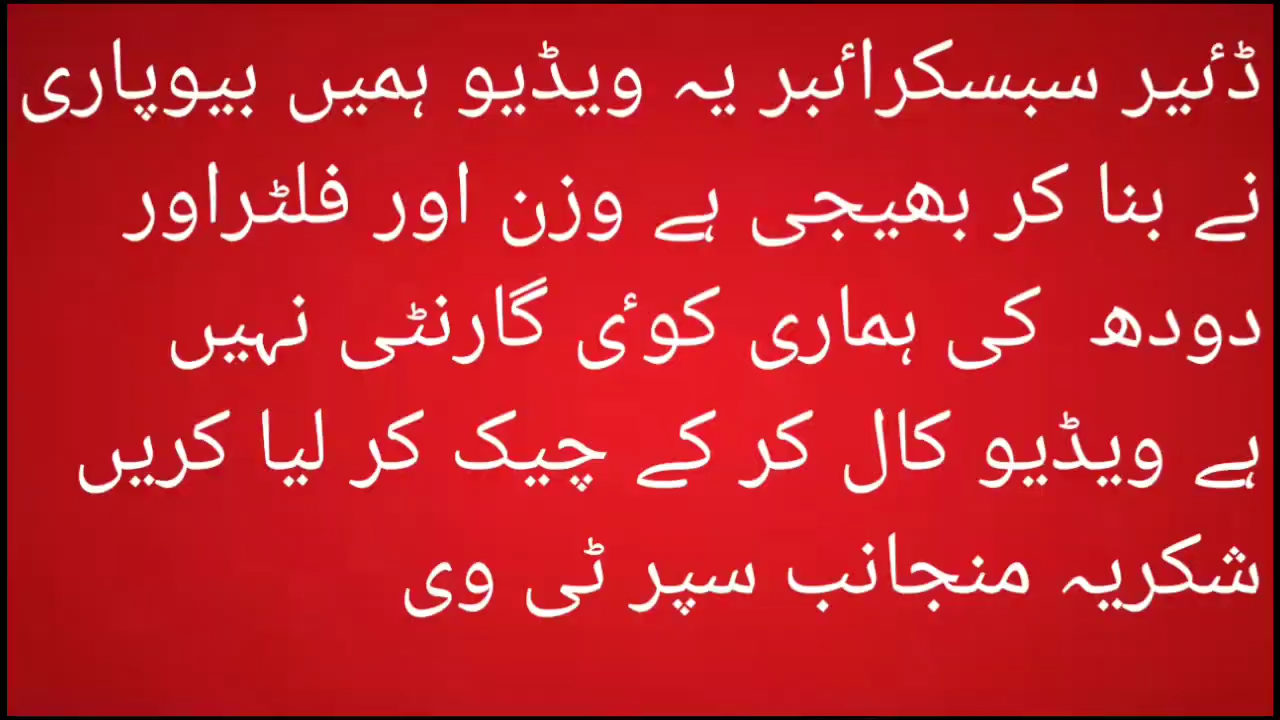 ڈئیر سبسکرائبر یہ ویڈیو ہمیں بیوپاری
نے بنا کر بھیجی ہے وزن اور فلٹراور
دودھ کی ہماری کوئی گارنٹی نہیں
ہے ویڈیو کال کر کے چیک کر لیا کریں
شکریہ منجانب سپر ٹی وی